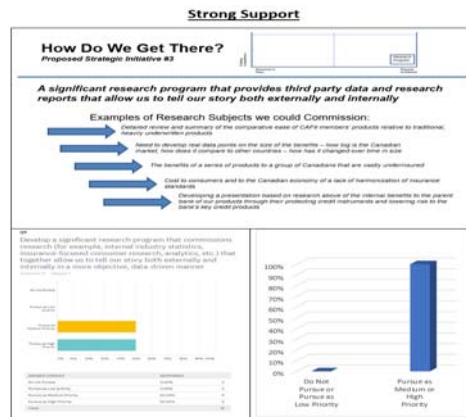 Strong Support
How Do We Get There?
Proposed Strategic Initiative #3
A significant research program that provides third party data and research
reports that allow us to tell our story both externally and internally
Examples of Research Subjects we could Commission:
Detailed review and summary of the comparative ease of CAFII members' products relative to traditional,
heavily underwritten products
Need to develop real data points on the size of the benefits – how big is the Canadian
market, how does it compare to other countries – how has it changed over time in size
The benefits of a series of products to a group of Canadians that are vastly underinsured
Cost to consumers and to the Canadian economy of a lack of harmonization of insurance
standards
Developing a presentation based on research above of the internal benefits to the parent
bank of our products through their protecting credit instruments and lowering risk to the
bank's key credit products
Develop a significant research program that commissions
research (for example, internal industry statistics,
insurance-focused consumer research, analytics, etc.) that
together allow us to tell our story both externally and
internally in a more objective, data-driven manner
100%
90%
80%
70%
60%
50%
40%
30%
20%
10%
0%
Do Not
Pursue or
Pursue as
Low Priority
Pursue as
Medium or
High
Priority